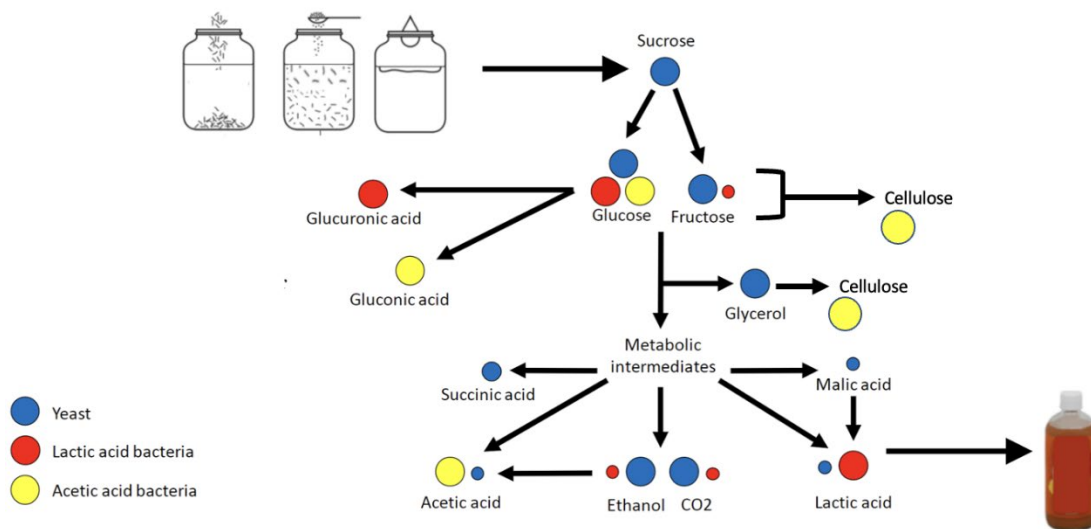 Sucrose
Glucose
Fructose
Cellulose
Glucuronic acid
Gluconic acid
Glycerol
Cellulose
Metabolic
intermediates
Succinic acid
Malic acid
Yeast
Lactic acid bacteria
Acetic acid bacteria
Acetic acid
Ethanol
CO2
Lactic acid